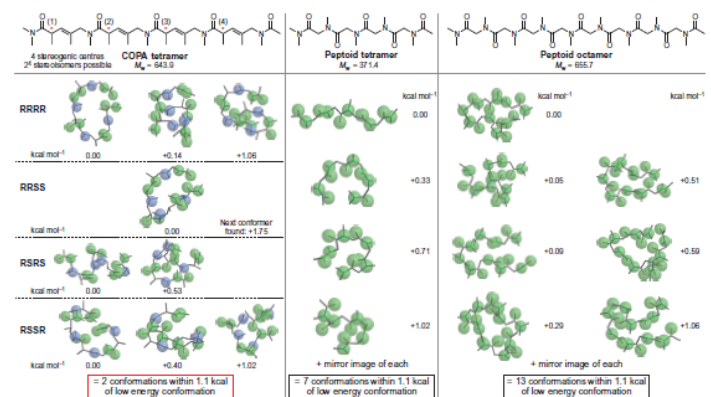 (1) (2) (3) (4)
4 stereogenic centres
2⁴ stereoisomers possible
COPA tetramer
Mw = 643.9
Peptoid tetramer
Mw = 371.4
Peptoid octamer
Mw = 655.7
RRRR
kcal mol⁻¹ 0.00 +0.14 +1.06
RRSS
kcal mol⁻¹ 0.00
Next conformer
found: +1.75
RSRS
kcal mol⁻¹ 0.00 +0.53
RSSR
kcal mol⁻¹ 0.00 +0.40 +1.02
= 2 conformations within 1.1 kcal
of low energy conformation
kcal mol⁻¹
0.00
+0.33
+0.71
+1.02
+ mirror image of each
= 7 conformations within 1.1 kcal
of low energy conformation
kcal mol⁻¹
0.00
+0.05
+0.09
+0.29
kcal mol⁻¹
+0.51
+0.59
+1.06
+ mirror image of each
= 13 conformations within 1.1 kcal
of low energy conformation